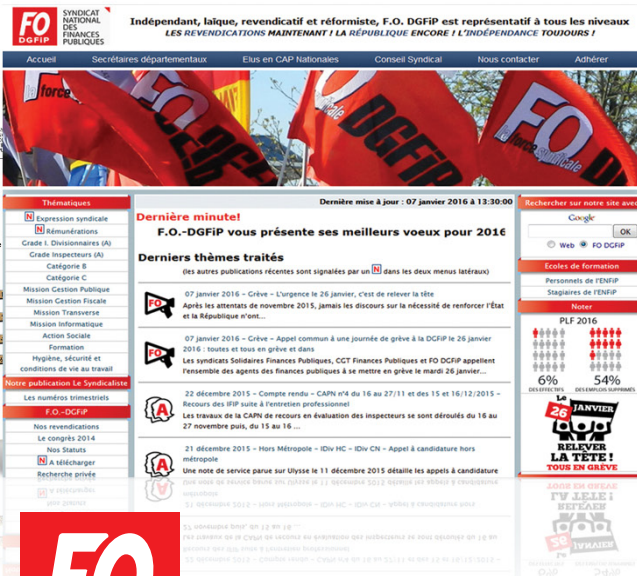 FO
DGFiP
SYNDICAT
NATIONAL
DES
FINANCES
PUBLIQUES
Indépendant, laïque, revendicatif et réformiste, F.O. DGFiP est représentatif à tous les niveaux
LES REVENDICATIONS MAINTENANT ! LA RÉPUBLIQUE ENCORE ! L'INDÉPENDANCE TOUJOURS !
Accueil Secrétaires départementaux Elus en CAP Nationales Conseil Syndical Nous contacter Adhérer
la force
FO
DGFiP
FO
la force syndicale
Thématiques
N Expression syndicale
N Rémunérations
Grade I. Divisionnaires (A)
Grade Inspecteurs (A)
Catégorie B
Catégorie C
Mission Gestion Publique
Mission Gestion Fiscale
Mission Transverse
Mission Informatique
Action Sociale
Formation
Hygiène, sécurité et
conditions de vie au travail
Notre publication Le Syndicaliste
Les numéros trimestriels
F.O.-DGFiP
Nos revendications
Le congrès 2014
Nos Statuts
N A télécharger
Recherche privée
Dernière mise à jour : 07 janvier 2016 à 13:30:00
Dernière minute!
F.O.-DGFiP vous présente ses meilleurs voeux pour 2016
Derniers thèmes traités
(les autres publications récentes sont signalées par un N dans les deux menus latéraux)
07 janvier 2016 - Grève - L'urgence le 26 janvier, c'est de relever la tête
Après les attentats de novembre 2015, jamais les discours sur la nécessité de renforcer l'État
et la République n'ont...
07 janvier 2016 - Grève - Appel commun à une journée de grève à la DGFiP le 26 janvier
2016 : toutes et tous en grève et dans
Les syndicats Solidaires Finances Publiques, CGT Finances Publiques et FO DGFiP appellent
l'ensemble des agents des finances publiques à se mettre en grève le mardi 26 janvier...
22 décembre 2015 - Compte rendu - CAPN n°4 du 16 au 27/11 et des 15 et 16/12/2015 -
Recours des IFIP suite à l'entretien professionnel
Les travaux de la CAPN de recours en évaluation des inspecteurs se sont déroulés du 16 au
27 novembre puis, du 15 au 16 ...
21 décembre 2015 - Hors Métropole - IDiv HC - IDiv CN - Appel à candidature hors
métropole
Une note de service parue sur Ulysse le 11 décembre 2015 détaille les appels à candidature
Rechercher sur notre site avec
Google
OK
Web FO DGFiP
Ecoles de formation
Personnels de l'ENFiP
Stagiaires de l'ENFiP
Noter
PLF 2016
6% 54%
DES EFFECTIFS DES EMPLOIS SUPPRIMÉS
Le
26 JANVIER
RELEVER
LA TÊTE !
TOUS EN GRÈVE
FO